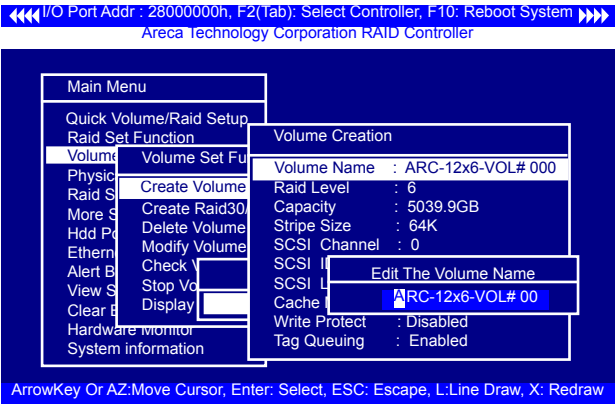 I/O Port Addr : 28000000h, F2(Tab): Select Controller, F10: Reboot System
Areca Technology Corporation RAID Controller
Main Menu
Quick Volume/Raid Setup
Raid Set Function
Volume
Physic
Raid S
More S
Hdd Po
Ethern
Alert B
View S
Clear E
Hardware Monitor
System information
Volume Set Fu
Create Volume
Create Raid30/
Delete Volume
Modify Volume
Check V
Stop Vo
Display
Volume Creation
Volume Name : ARC-12x6-VOL# 000
Raid Level : 6
Capacity : 5039.9GB
Stripe Size : 64K
SCSI Channel : 0
SCSI I
SCSI L
Cache
Write Protect : Disabled
Tag Queuing : Enabled
Edit The Volume Name
ARC-12x6-VOL# 00
ArrowKey Or AZ:Move Cursor, Enter: Select, ESC: Escape, L:Line Draw, X: Redraw